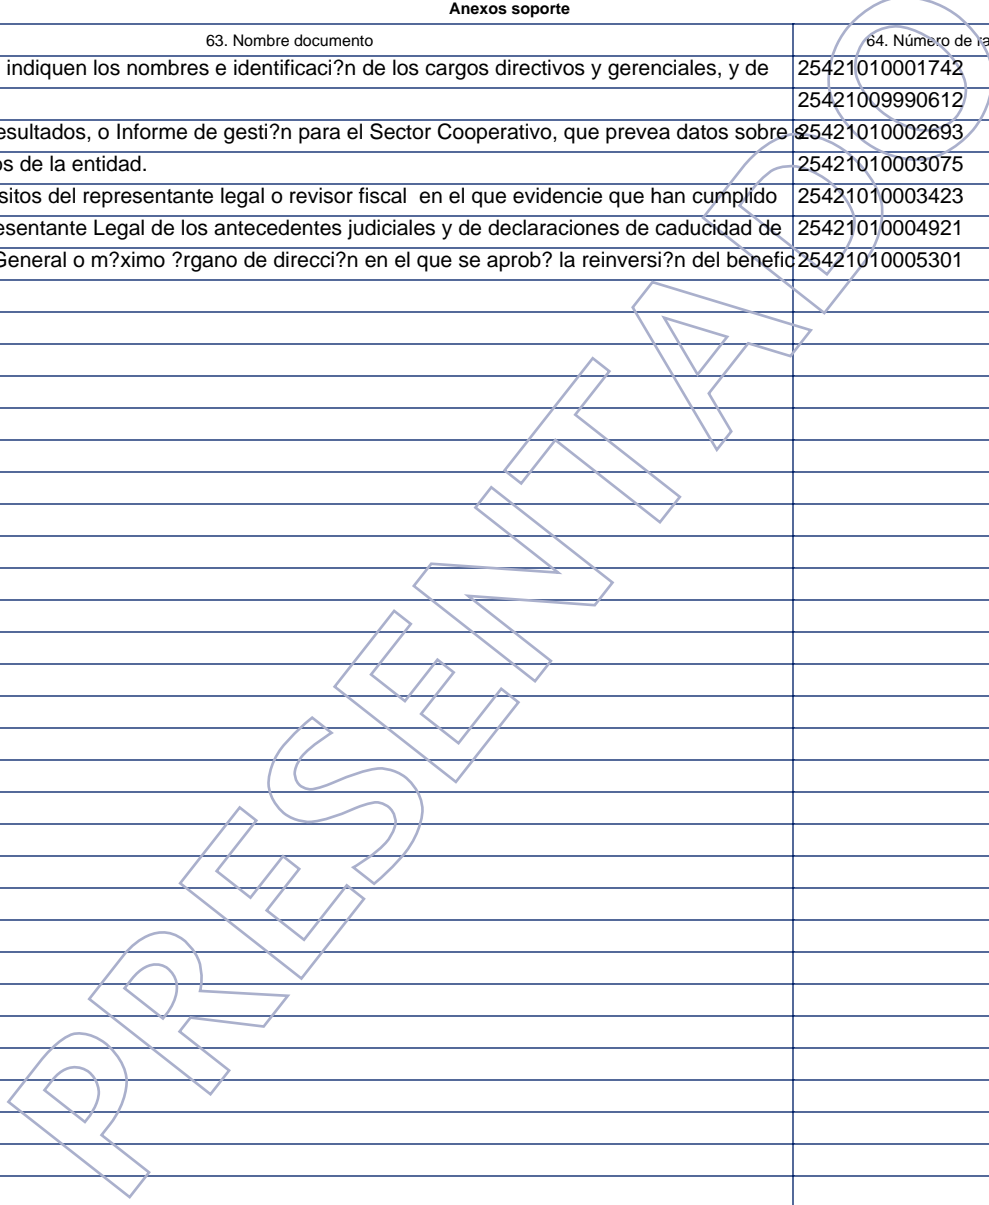 Anexos soporte
63. Nombre documento 64. Número de ra
indiquen los nombres e identificaci?n de los cargos directivos y gerenciales, y de 25421010001742
25421009990612
esultados, o Informe de gesti?n para el Sector Cooperativo, que prevea datos sobre s 25421010002693
os de la entidad. 25421010003075
sitos del representante legal o revisor fiscal en el que evidencie que han cumplido 25421010003423
esentante Legal de los antecedentes judiciales y de declaraciones de caducidad de 25421010004921
General o m?ximo ?rgano de direcci?n en el que se aprob? la reinversi?n del benefic 25421010005301
PRESENTADO